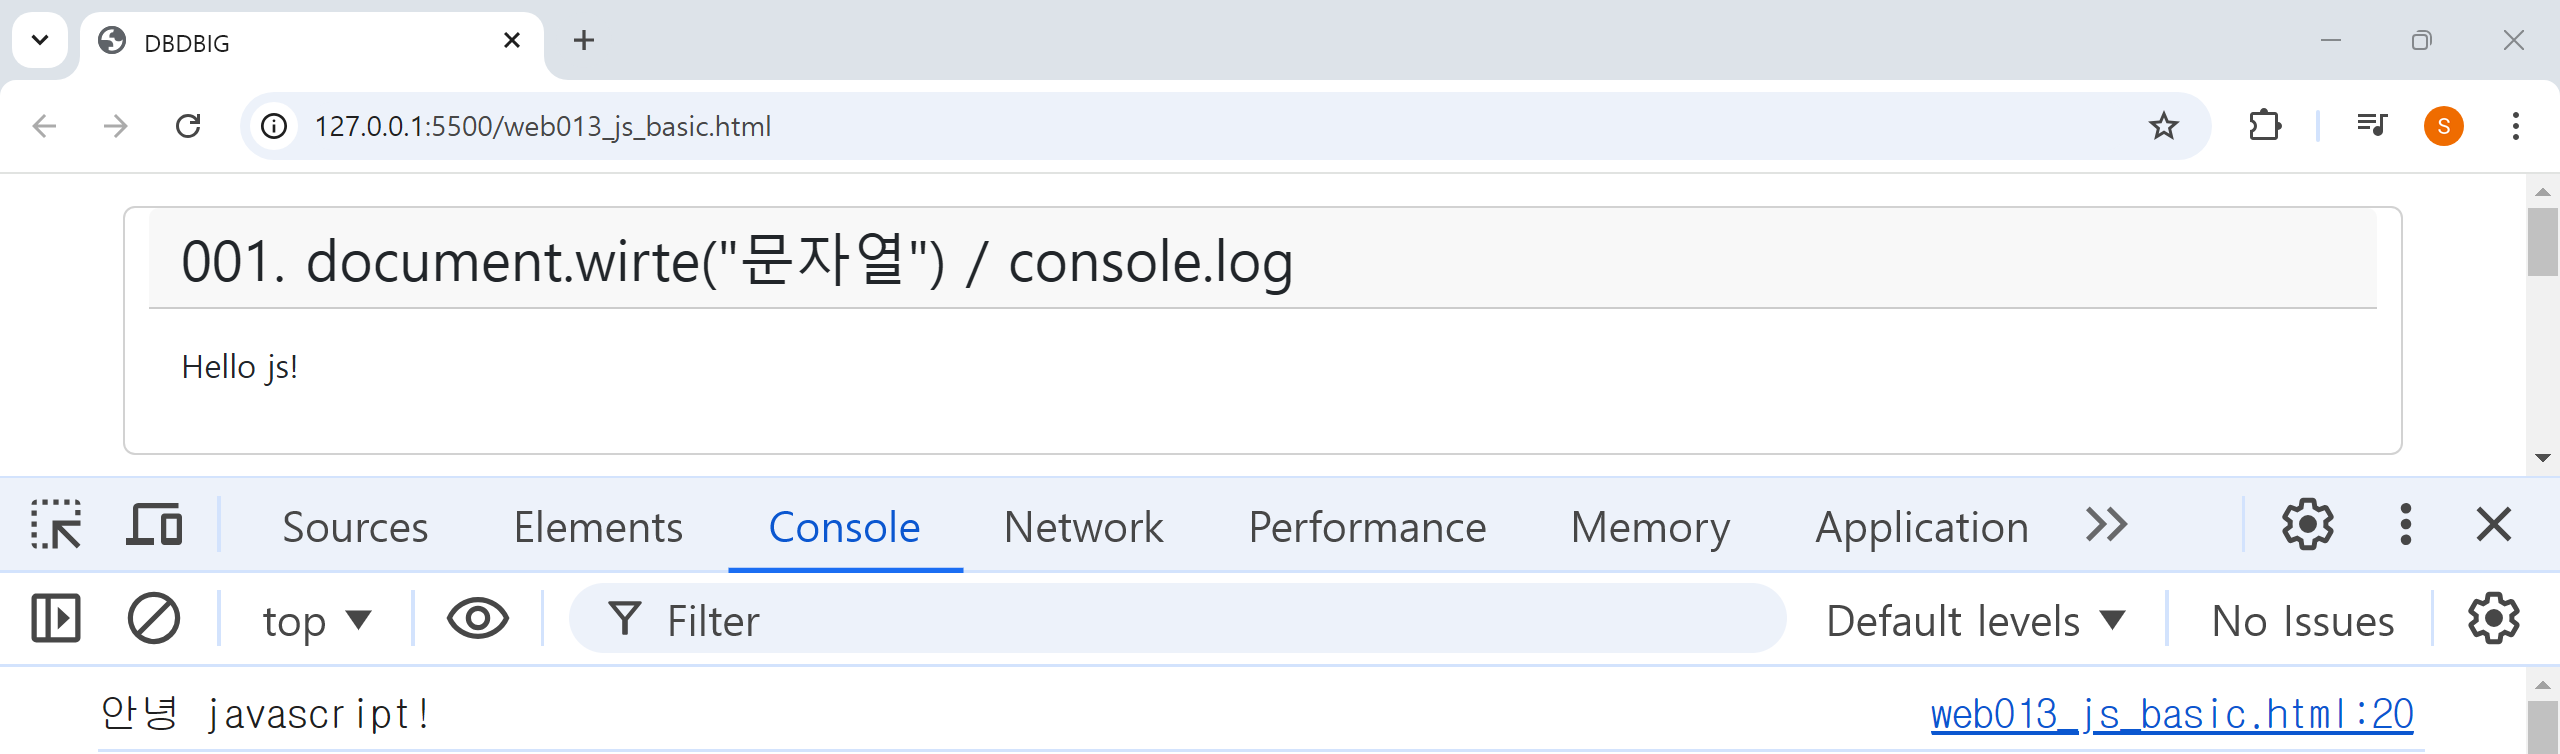 DBDBIG
127.0.0.1:5500/web013_js_basic.html
S
001. document.wirte("문자열") / console.log
Hello js!
Sources Elements Console Network Performance Memory Application
top Filter Default levels No Issues
안녕 javascript! web013_js_basic.html:20